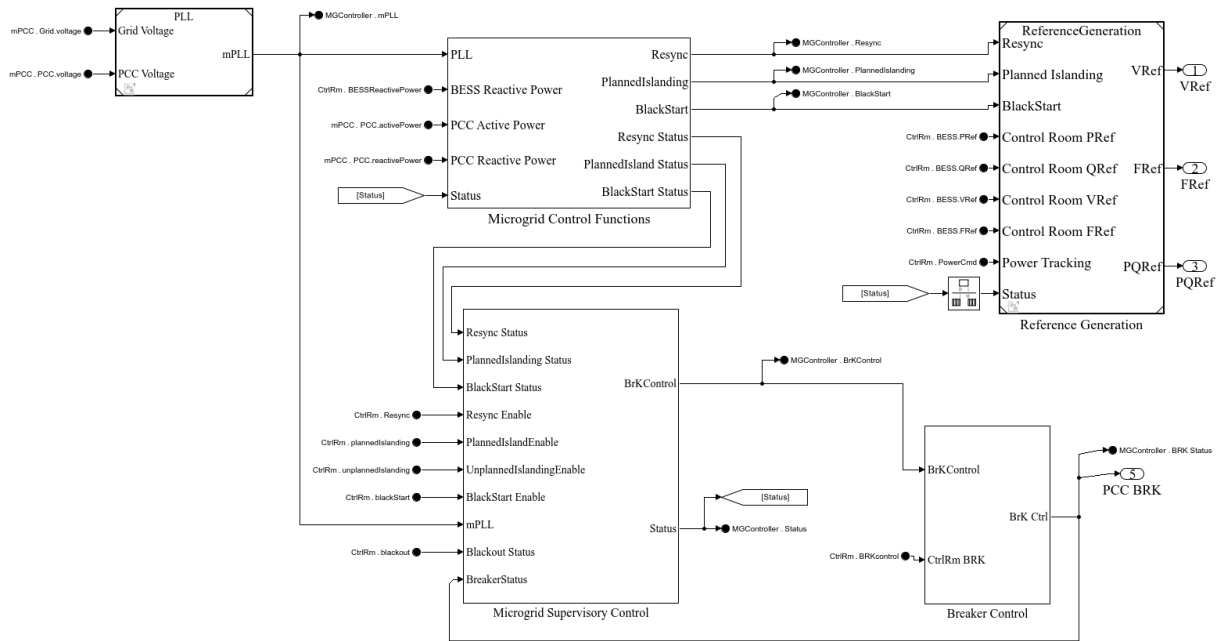 PLL
mPCC . Grid.voltage
Grid Voltage
mPCC . PCC.voltage
PCC Voltage
mPLL
MGController . mPLL
PLL
CtrlRm . BESSReactivePower
BESS Reactive Power
mPCC . PCC.activePower
PCC Active Power
mPCC . PCC.reactivePower
PCC Reactive Power
[Status]
Status
Resync
PlannedIslanding
BlackStart
Resync Status
PlannedIsland Status
BlackStart Status
Microgrid Control Functions
MGController . Resync
MGController . PlannedIslanding
MGController . BlackStart
ReferenceGeneration
Resync
Planned Islanding
BlackStart
CtrlRm . BESS.PRef
Control Room PRef
CtrlRm . BESS.QRef
Control Room QRef
CtrlRm . BESS.VRef
Control Room VRef
CtrlRm . BESS.FRef
Control Room FRef
CtrlRm . PowerCmd
Power Tracking
[Status]
Status
VRef
1
VRef
FRef
2
FRef
PQRef
3
PQRef
Reference Generation
Resync Status
PlannedIslanding Status
BlackStart Status
CtrlRm . Resync
Resync Enable
CtrlRm . plannedIslanding
PlannedIslandEnable
CtrlRm . unplannedIslanding
UnplannedIslandingEnable
CtrlRm . blackStart
BlackStart Enable
mPLL
CtrlRm . blackout
Blackout Status
BreakerStatus
BrKControl
Status
Microgrid Supervisory Control
MGController . BrKControl
[Status]
MGController . Status
BrKControl
CtrlRm . BRKcontrol
CtrlRm BRK
BrK Ctrl
Breaker Control
MGController . BRK Status
5
PCC BRK